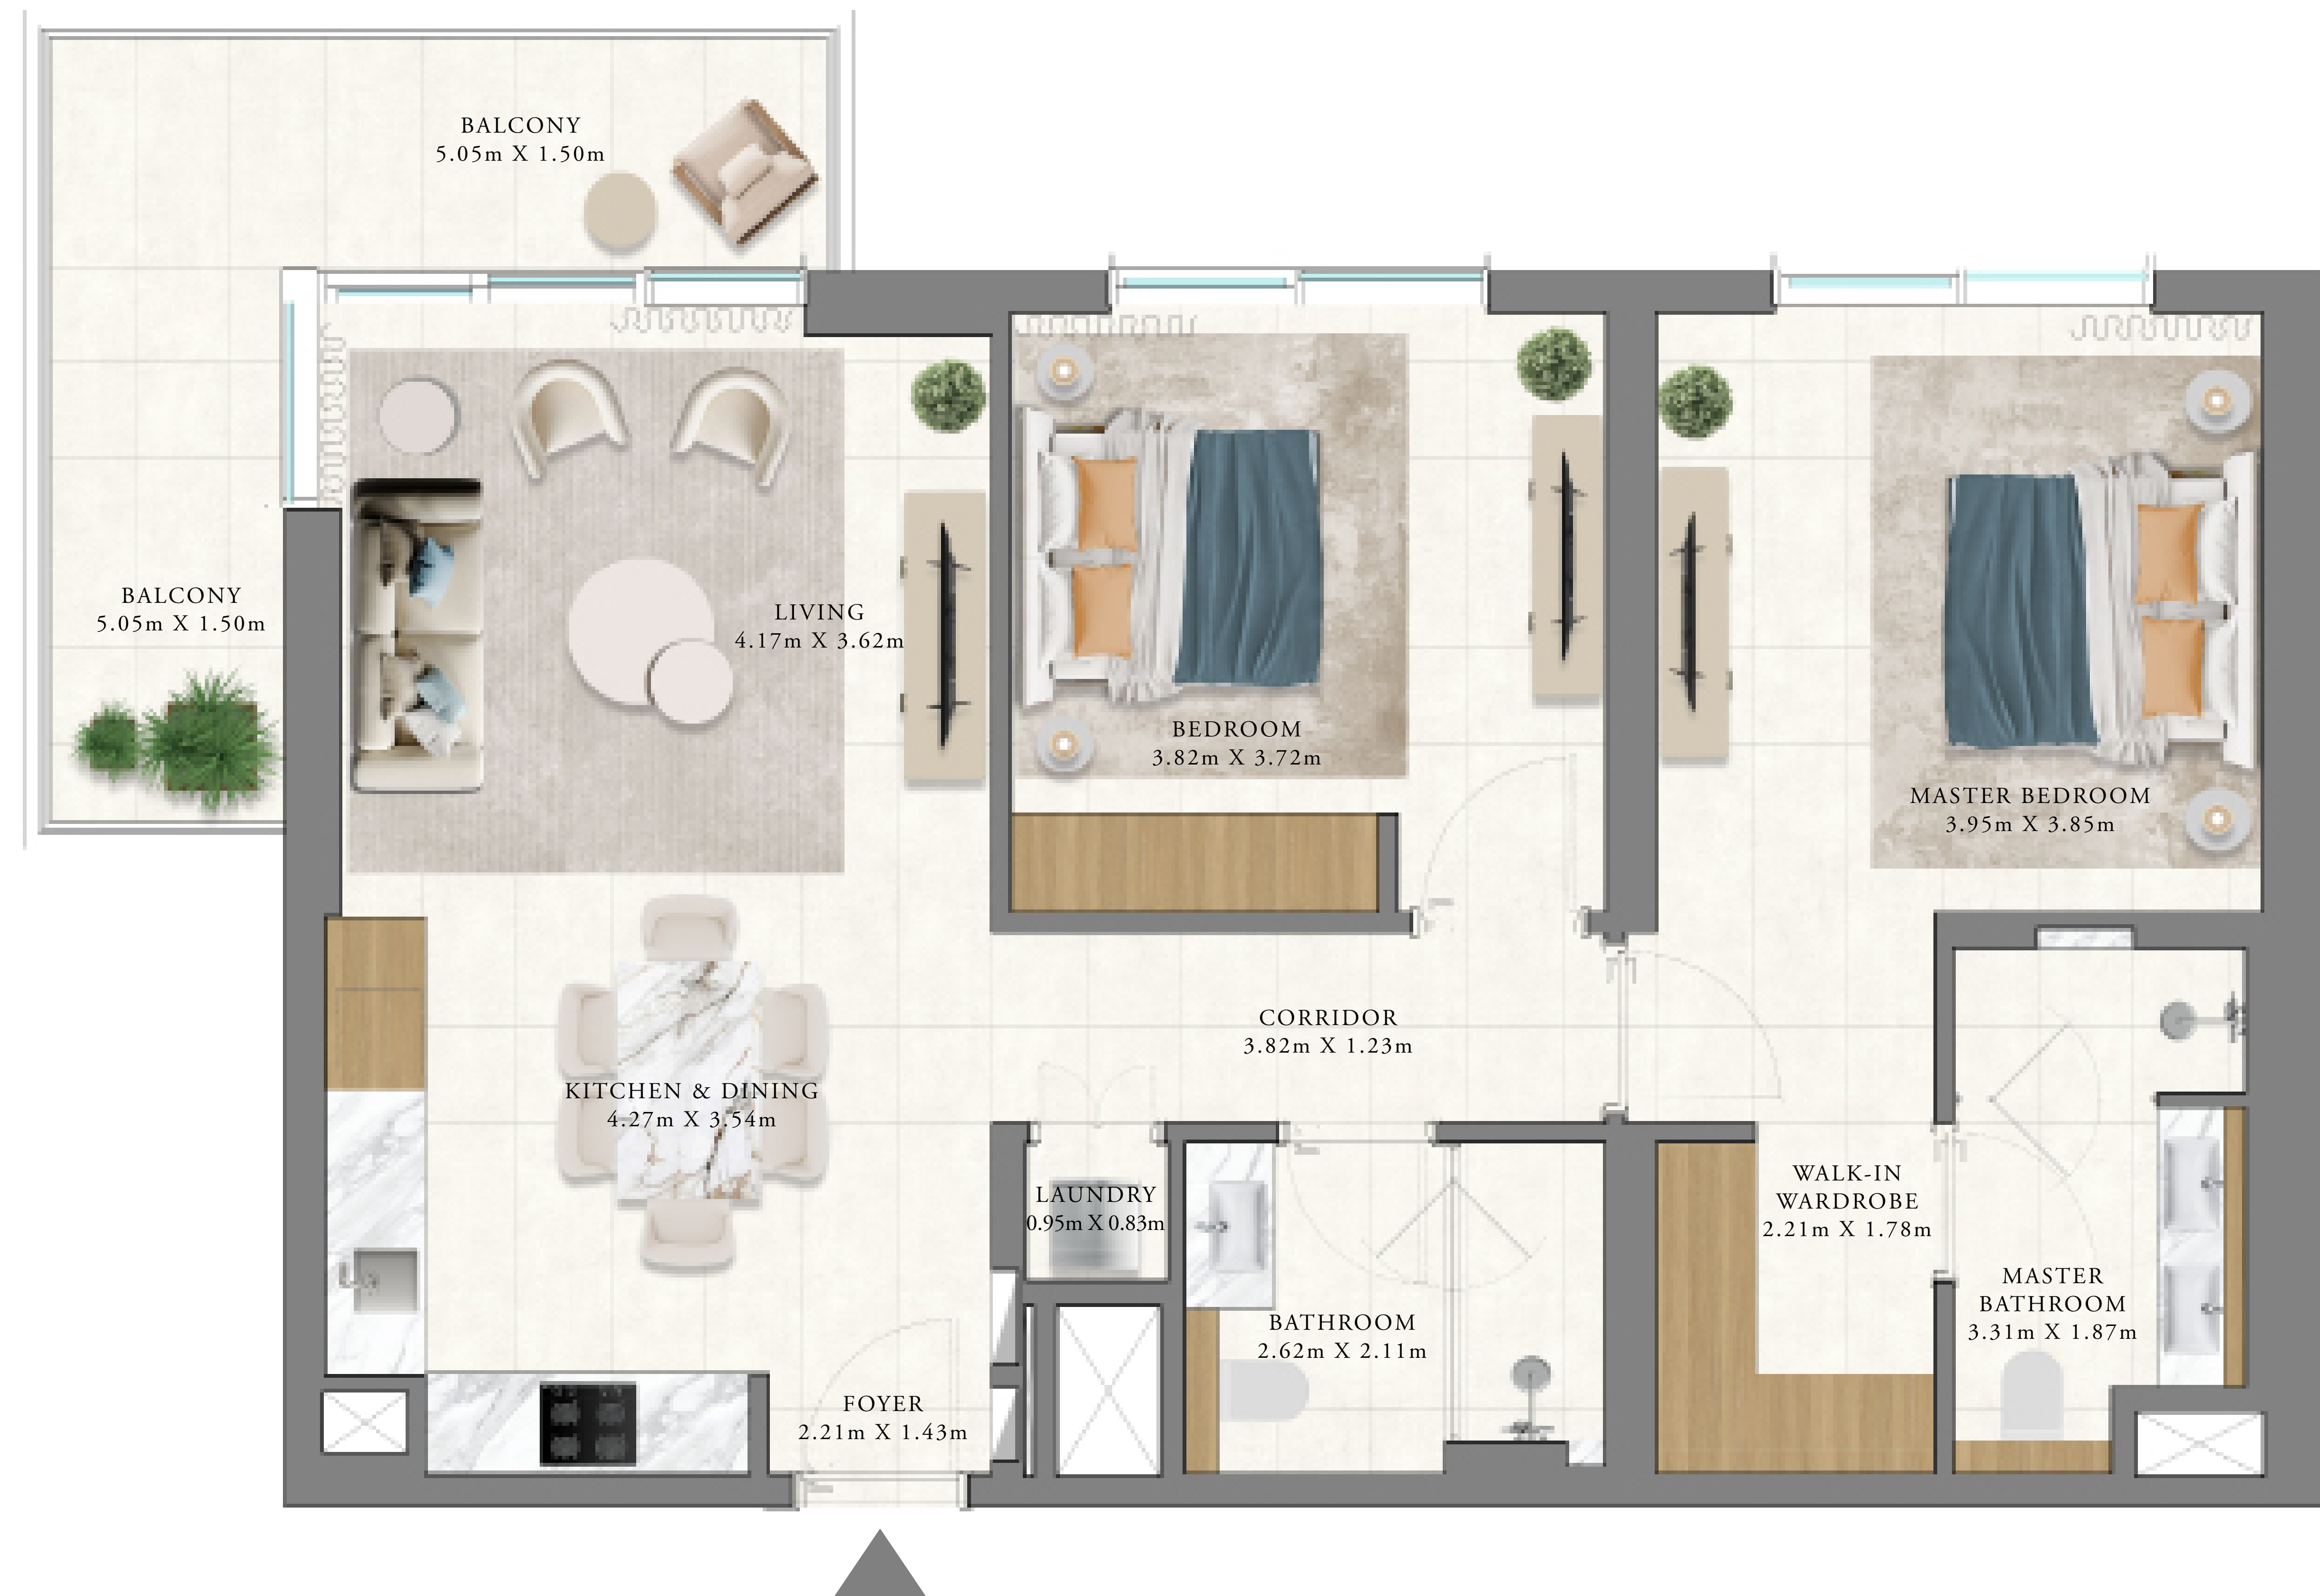 BALCONY
5.05m X 1.50m
BALCONY
5.05m X 1.50m
LIVING
4.17m X 3.62m
BEDROOM
3.82m X 3.72m
MASTER BEDROOM
3.95m X 3.85m
CORRIDOR
3.82m X 1.23m
KITCHEN & DINING
4.27m X 3.54m
LAUNDRY
0.95m X 0.83m
WALK-IN
WARDROBE
2.21m X 1.78m
MASTER
BATHROOM
3.31m X 1.87m
BATHROOM
2.62m X 2.11m
FOYER
2.21m X 1.43m